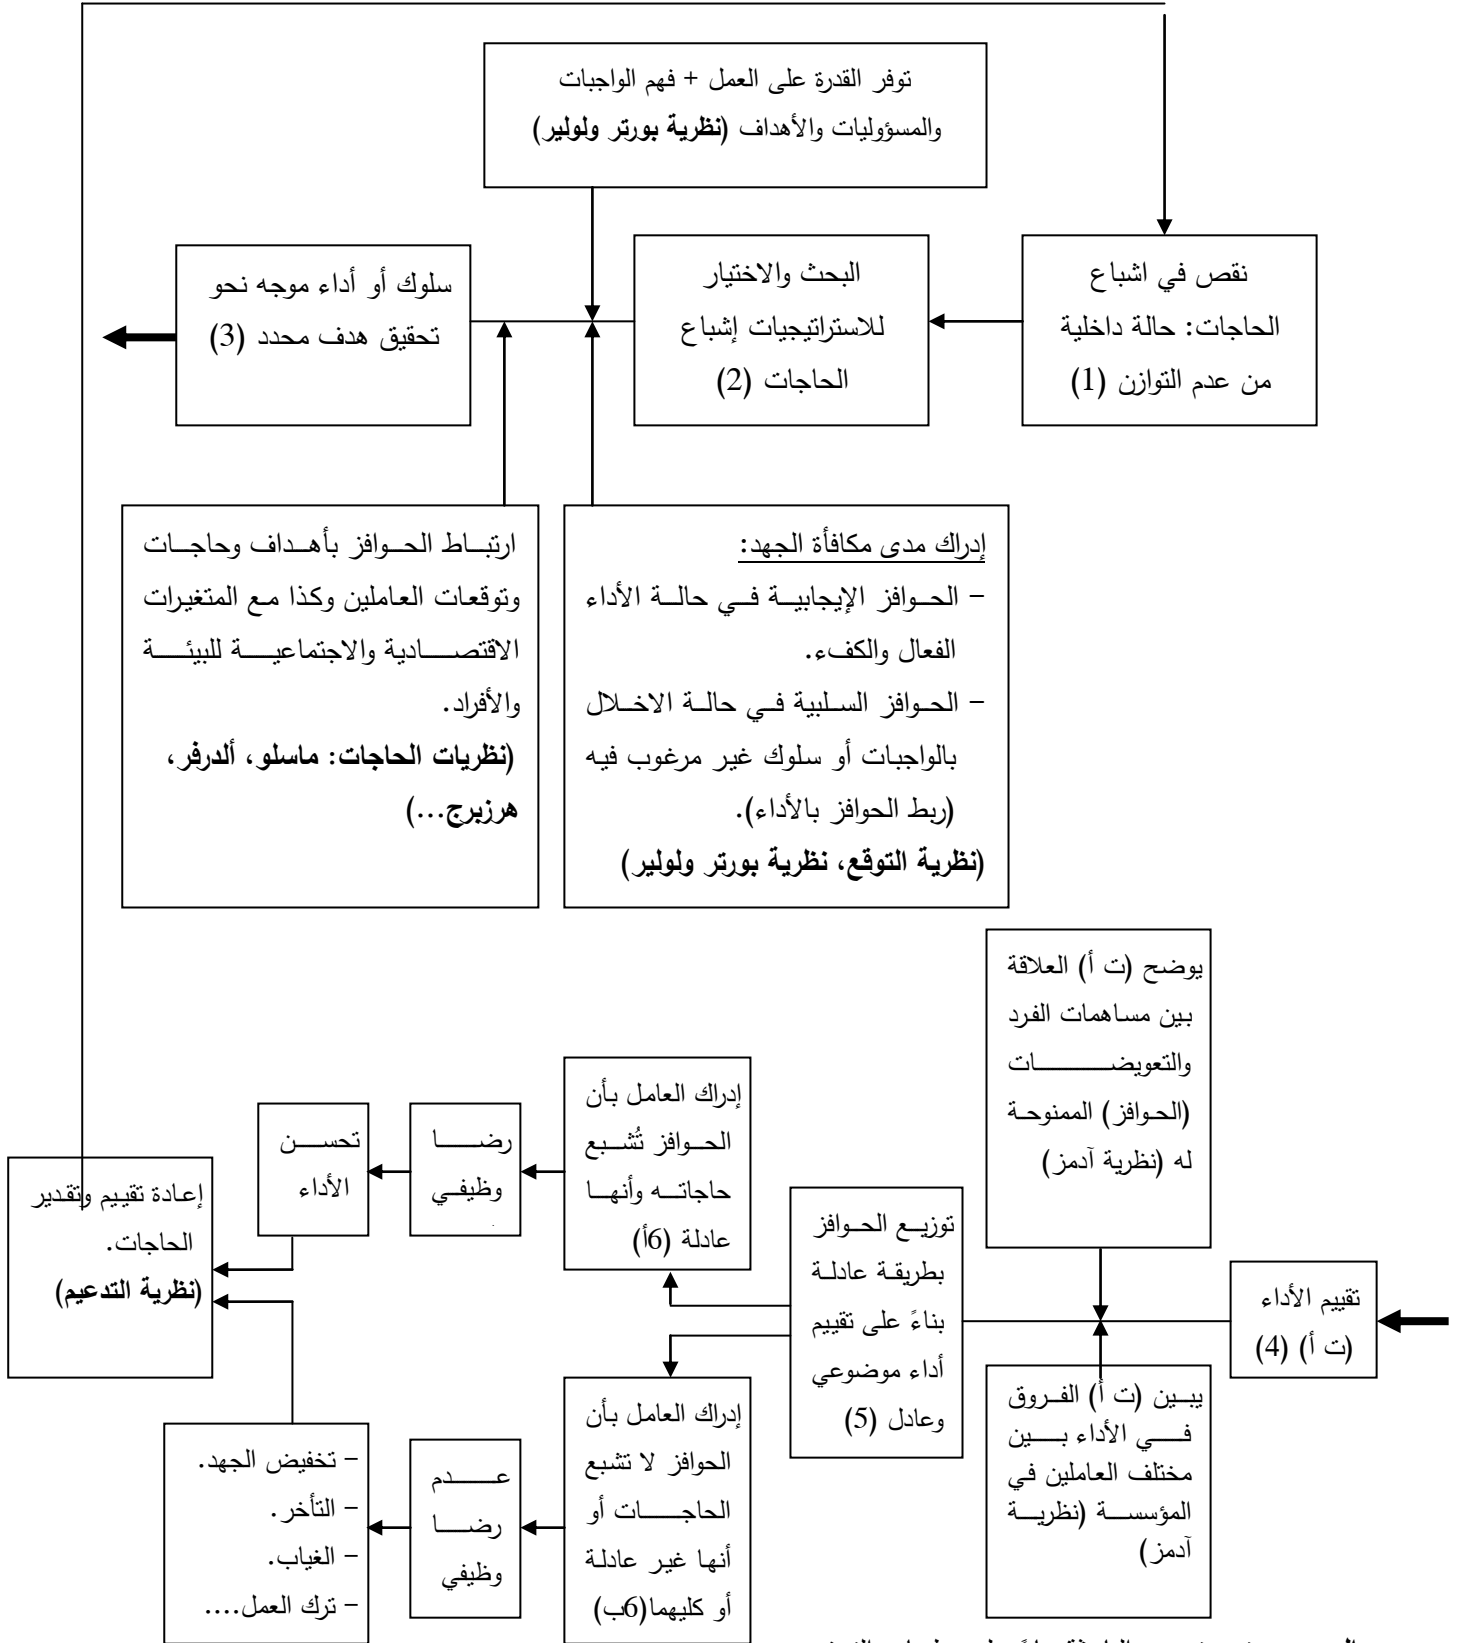 توفر القدرة على العمل + فهم الواجبات
والمسؤوليات والأهداف (نظرية بورتر ولولير)
نقص في اشباع
الحاجات: حالة داخلية
من عدم التوازن (1)
البحث والاختيار
للاستراتيجيات إشباع
الحاجات (2)
سلوك أو أداء موجه نحو
تحقيق هدف محدد (3)
إدراك مدى مكافأة الجهد:
- الحوافز الإيجابية في حالة الأداء
الفعال والكفء.
- الحوافز السلبية في حالة الاخلال
بالواجبات أو سلوك غير مرغوب فيه
(ربط الحوافز بالأداء).
(نظرية التوقع، نظرية بورتر ولولير)
ارتباط الحوافز بأهداف وحاجات
وتوقعات العاملين وكذا مع المتغيرات
الاقتصادية والاجتماعية للبيئة
والأفراد.
(نظريات الحاجات: ماسلو، ألدرفر،
هرزبرج...)
يوضح (ت أ) العلاقة
بين مساهمات الفرد
والتعويضات
(الحوافز) الممنوحة
له (نظرية آدمز)
تقييم الأداء
(ت أ) (4)
يبين (ت أ) الفروق
في الأداء بين
مختلف العاملين في
المؤسسة (نظرية
آدمز)
توزيع الحوافز
بطريقة عادلة
بناءً على تقييم
أداء موضوعي
وعادل (5)
إدراك العامل بأن
الحوافز تُشبع
حاجاته وأنها
عادلة (6أ)
رضا
وظيفي
تحسن
الأداء
إدراك العامل بأن
الحوافز لا تشبع
الحاجات أو
أنها غير عادلة
أو كليهما(6ب)
عدم
رضا
وظيفي
- تخفيض الجهد.
- التأخر.
- الغياب.
- ترك العمل....
إعادة تقييم وتقدير
الحاجات.
(نظرية التدعيم)